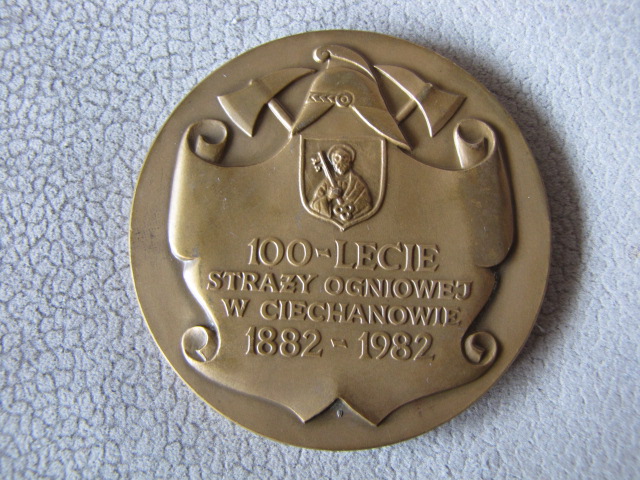 100-LECIE
STRAŻY OGNIOWEJ
W CIECHANOWIE
1882-1982